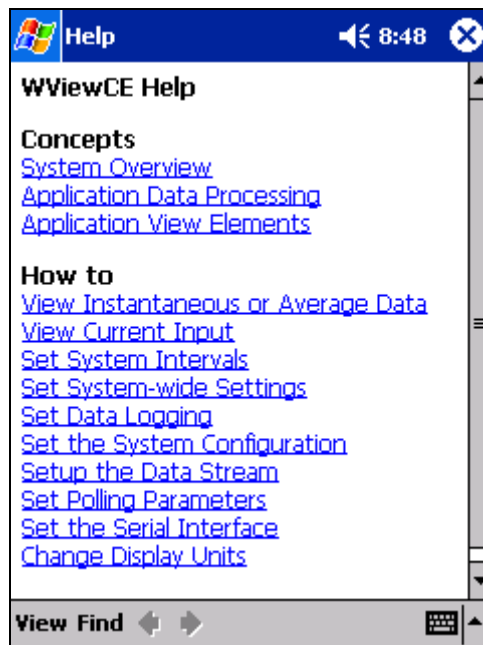 Help 8:48
WViewCE Help
Concepts
System Overview
Application Data Processing
Application View Elements
How to
View Instantaneous or Average Data
View Current Input
Set System Intervals
Set System-wide Settings
Set Data Logging
Set the System Configuration
Setup the Data Stream
Set Polling Parameters
Set the Serial Interface
Change Display Units
View Find